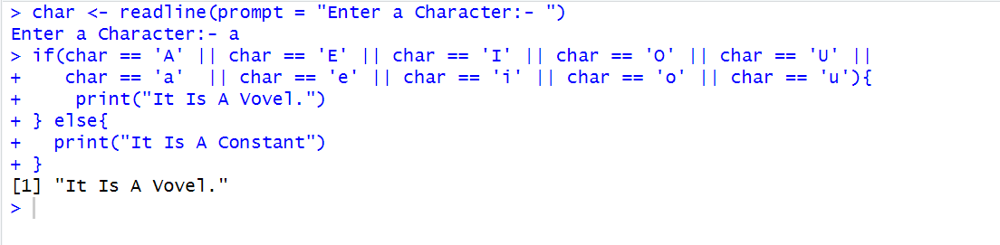 > char <- readline(prompt = "Enter a Character:- ")
Enter a Character:- a
> if(char == 'A' || char == 'E' || char == 'I' || char == 'O' || char == 'U' ||
+    char == 'a'  || char == 'e' || char == 'i' || char == 'o' || char == 'u'){
+     print("It Is A Vovel.")
+ } else{
+   print("It Is A Constant")
+ }
[1] "It Is A Vovel."
>